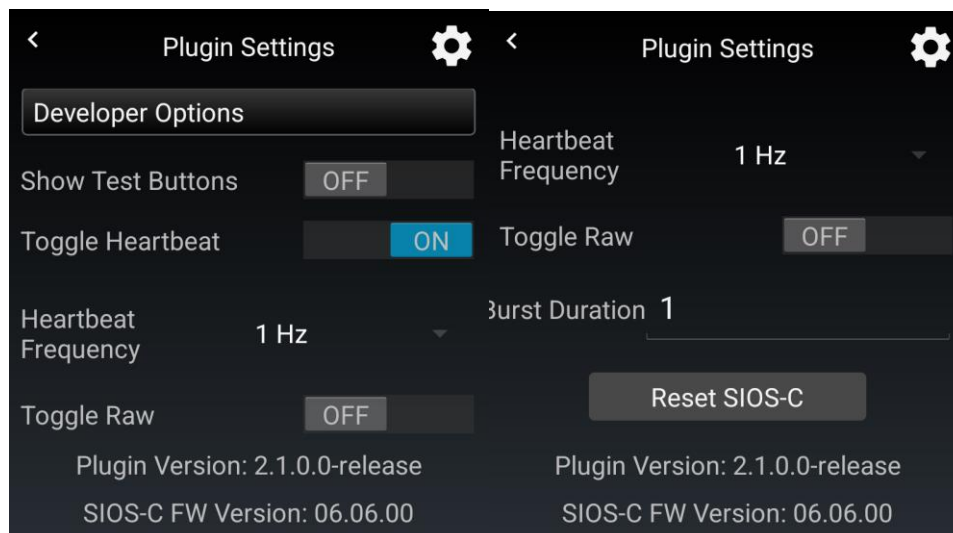 Plugin Settings
Developer Options
Show Test Buttons OFF
Toggle Heartbeat ON
Heartbeat
Frequency
1 Hz
Toggle Raw OFF
Plugin Version: 2.1.0.0-release
SIOS-C FW Version: 06.06.00
Plugin Settings
Heartbeat
Frequency
1 Hz
Toggle Raw OFF
Burst Duration 1
Reset SIOS-C
Plugin Version: 2.1.0.0-release
SIOS-C FW Version: 06.06.00